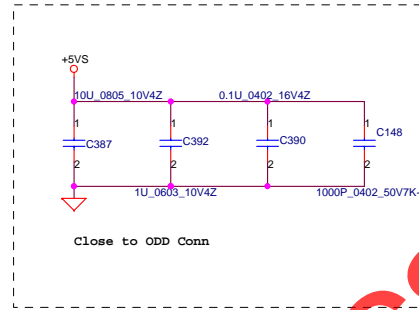 +5VS
10U_0805_10V4Z 0.1U_0402_16V4Z
1 1 1 1
C387 C392 C390 C148
2 2 2 2
1U_0603_10V4Z 1000P_0402_50V7K-
Close to ODD Conn